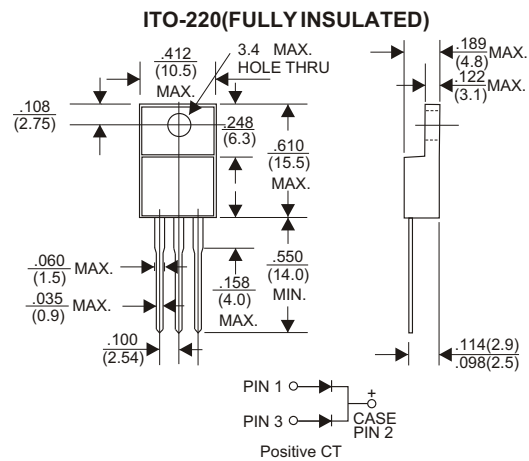 ITO-220(FULLY INSULATED)
.412
(10.5)
MAX.
3.4 MAX.
HOLE THRU
.189
(4.8)
MAX.
.122
(3.1)
MAX.
.108
(2.75)
.248
(6.3)
.610
(15.5)
MAX.
.060
(1.5)
MAX.
.158
(4.0)
MAX.
.550
(14.0)
MIN.
.035
(0.9)
MAX.
.100
(2.54)
.114(2.9)
.098(2.5)
PIN 1
+
CASE
PIN 2
PIN 3
Positive CT